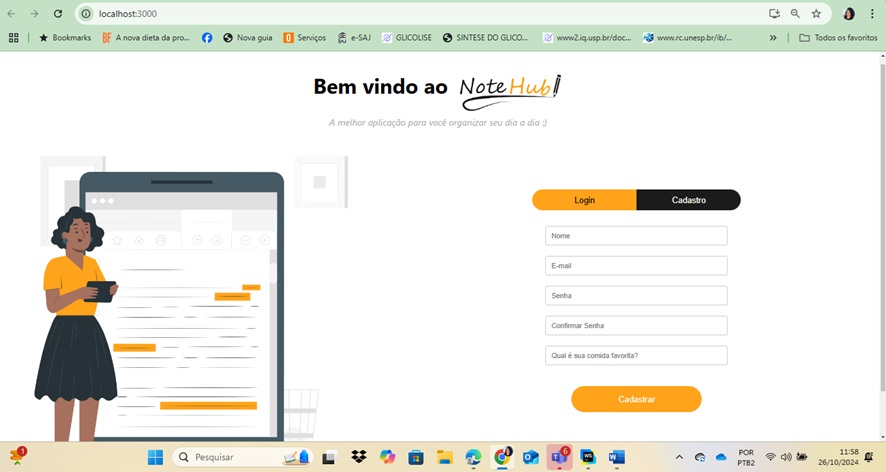 localhost:3000
Bookmarks
A nova dieta da pro...
Nova guia
Serviços
e-SAJ
GLICOLISE
SINTESE DO GLICO...
www2.iq.usp.br/doc...
www.rc.unesp.br/ib/...
»
Todos os favoritos
Bem vindo ao NoteHub
A melhor aplicação para você organizar seu dia a dia :)
Login
Cadastro
Nome
E-mail
Senha
Confirmar Senha
Qual é sua comida favorita?
Cadastrar
1
Pesquisar
6
POR
PTB2
11:58
26/10/2024